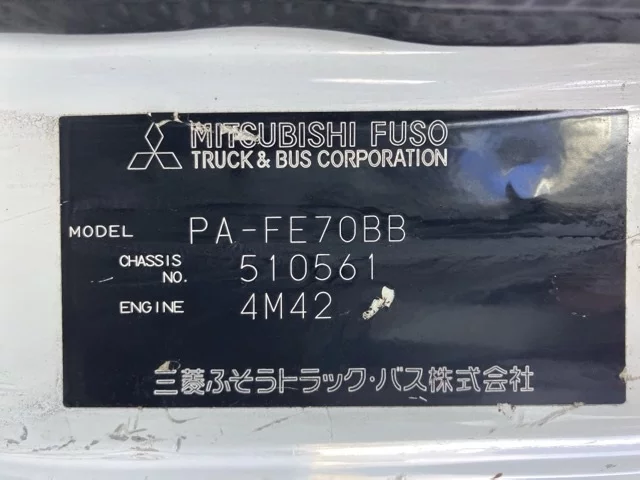 MITSUBISHI FUSO
TRUCK & BUS CORPORATION
MODEL PA-FE70BB
CHASSIS NO. 510561
ENGINE 4M42
三菱ふそうトラック・バス株式会社